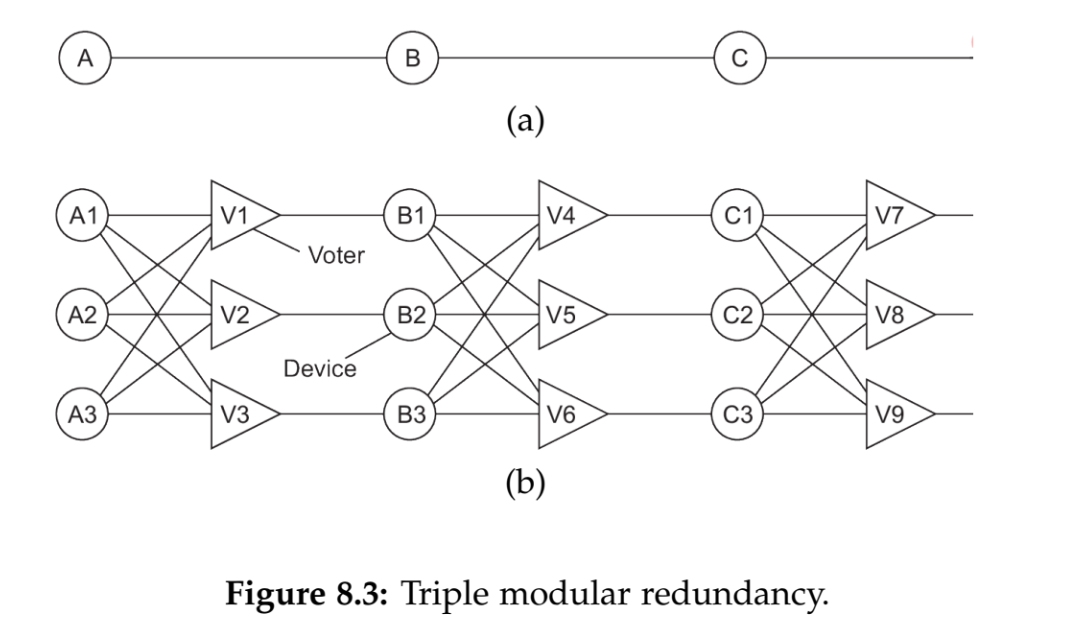 A B C
(a)
A1 V1 B1 V4 C1 V7
Voter
A2 V2 B2 V5 C2 V8
Device
A3 V3 B3 V6 C3 V9
(b)
Figure 8.3: Triple modular redundancy.